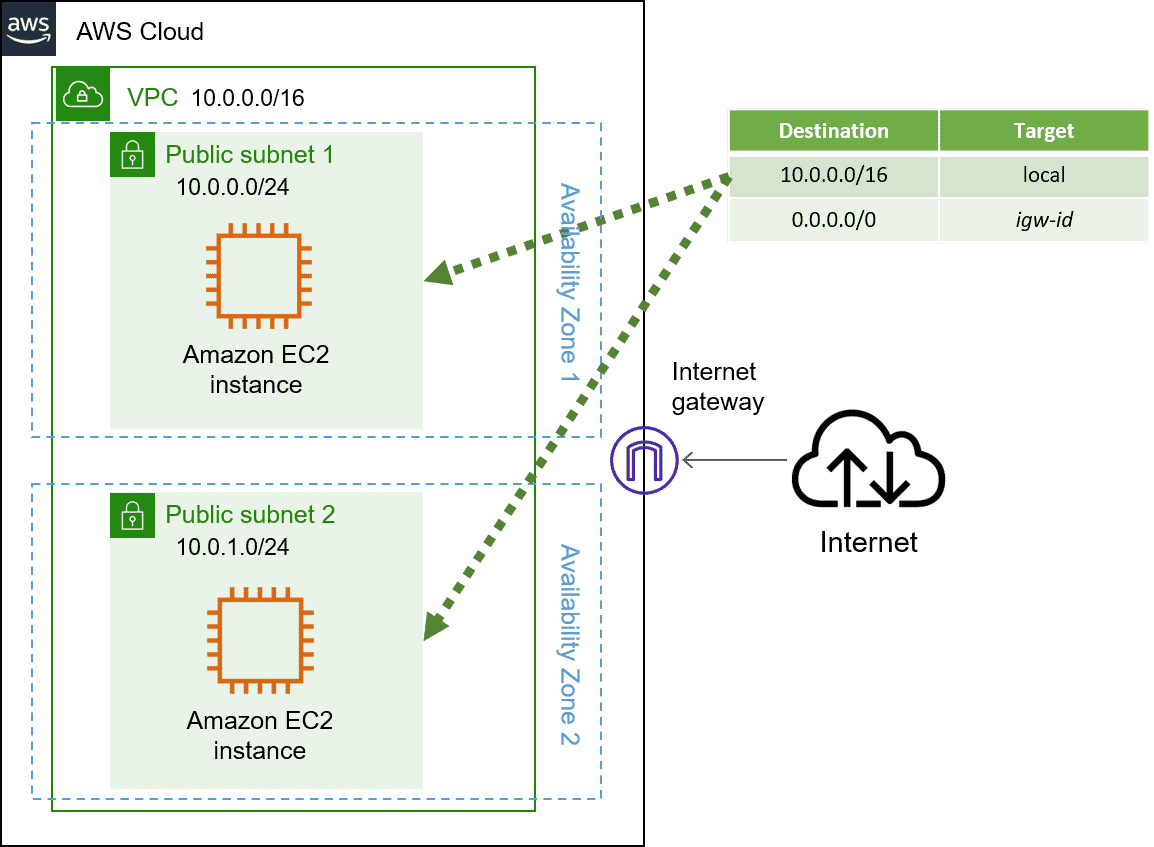 aws
AWS Cloud
VPC 10.0.0.0/16
Public subnet 1
10.0.0.0/24
Amazon EC2
instance
Availability Zone 1
Public subnet 2
10.0.1.0/24
Amazon EC2
instance
Availability Zone 2
Destination Target
10.0.0.0/16 local
0.0.0.0/0 igw-id
Internet
gateway
Internet